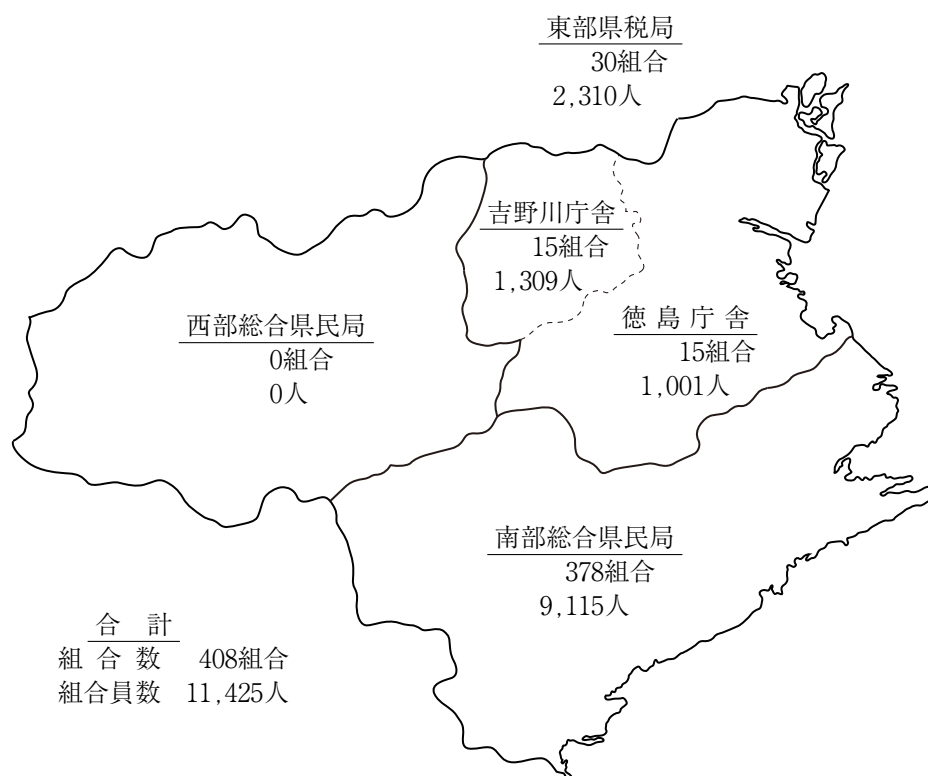 東部県税局
30組合
2,310人
吉野川庁舎
15組合
1,309人
西部総合県民局
0組合
0人
徳島庁舎
15組合
1,001人
南部総合県民局
378組合
9,115人
合計
組合数 408組合
組合員数 11,425人